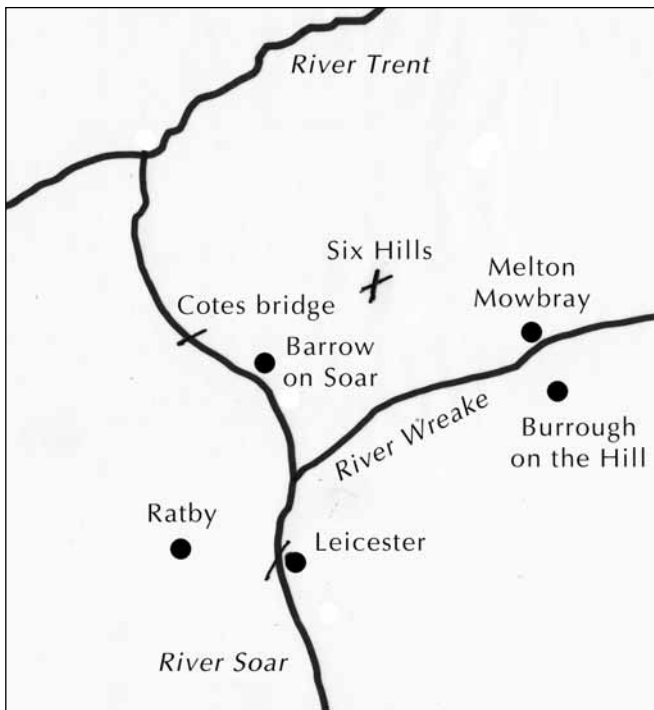 River Trent
Six Hills
Melton
Mowbray
Cotes bridge
Barrow
on Soar
River Wreake
Burrough
on the Hill
Ratby
Leicester
River Soar